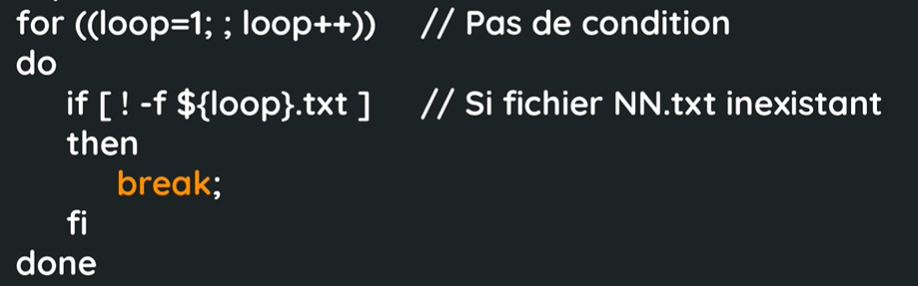 for ((loop=1; ; loop++)) // Pas de condition
do
if [ ! -f ${loop}.txt ] // Si fichier NN.txt inexistant
then
break;
fi
done